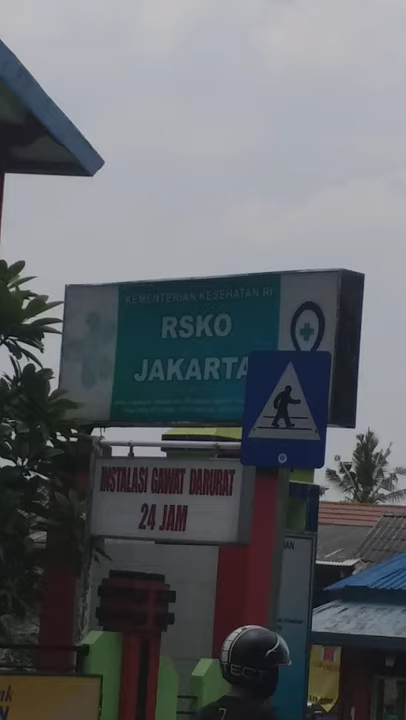 KEMENTERIAN KESEHATAN RI
RSKO
JAKARTA
INSTALASI GAWAT DARURAT
24 JAM
TECT